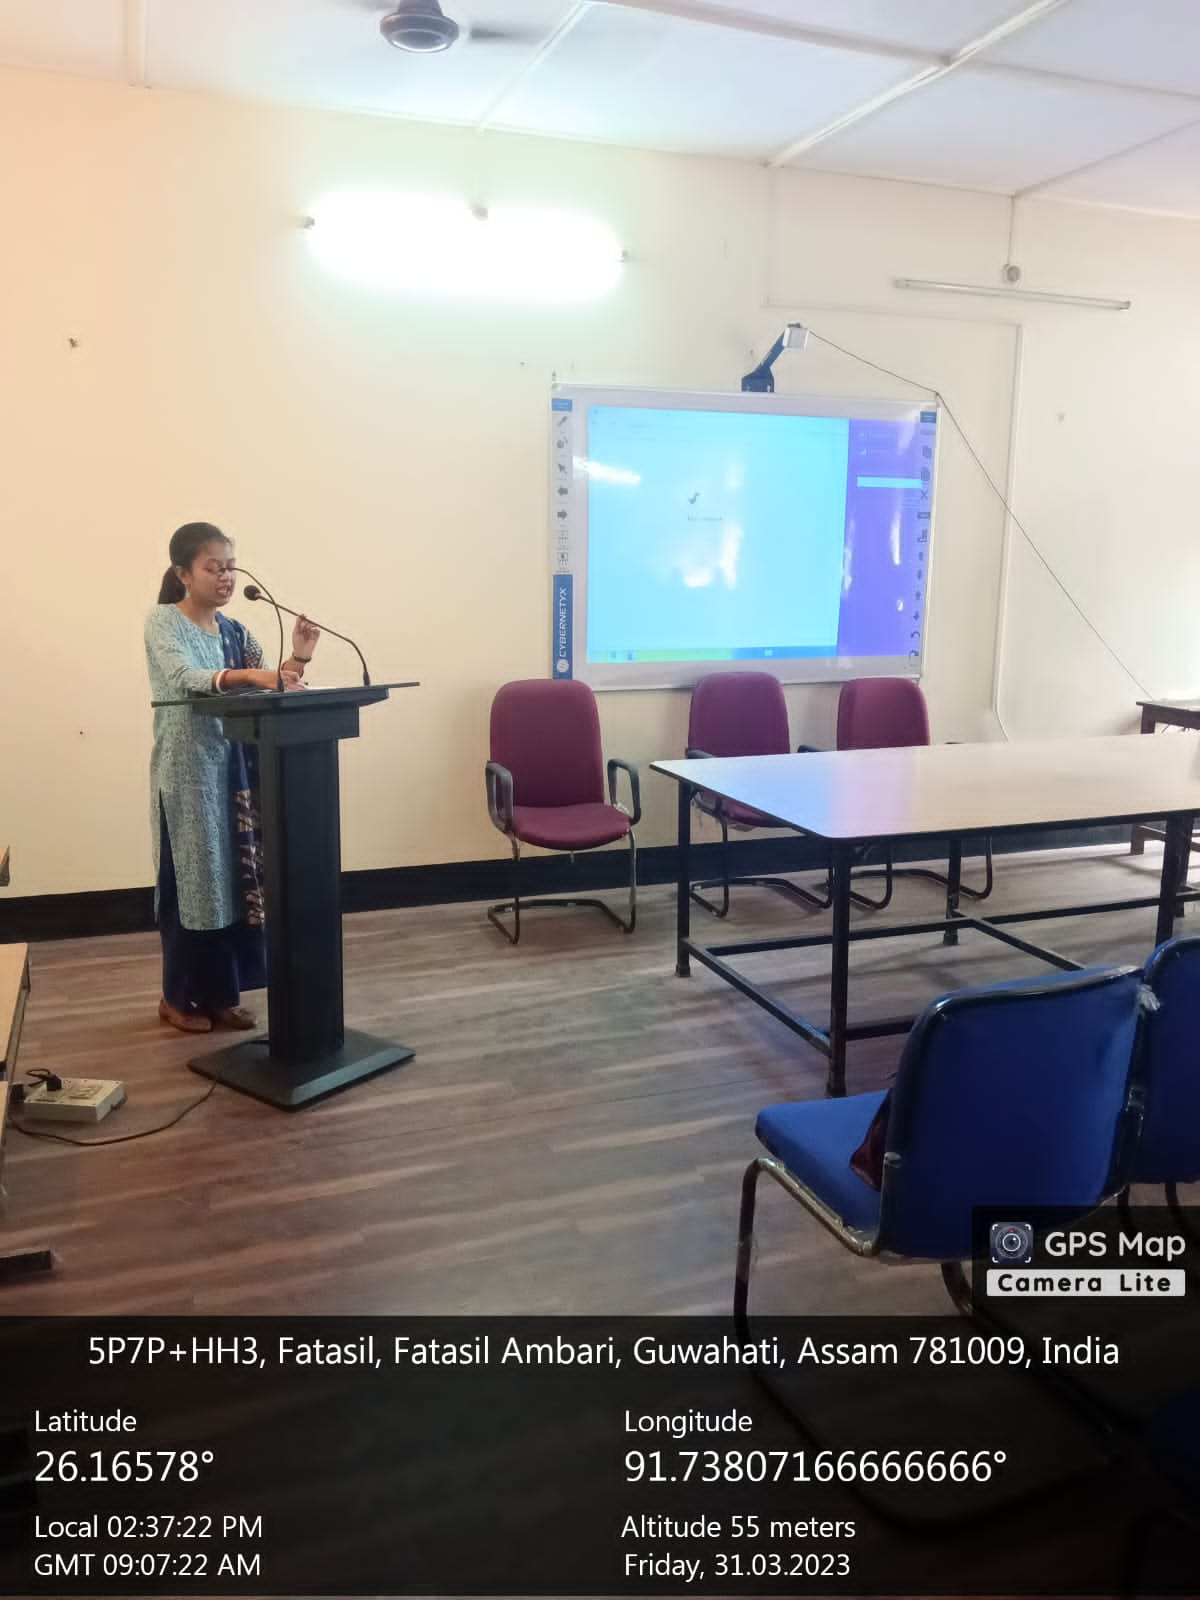 CYBERNETYX
GPS Map
Camera Lite
5P7P+HH3, Fatasil, Fatasil Ambari, Guwahati, Assam 781009, India
Latitude
26.16578°
Longitude
91.73807166666666°
Local 02:37:22 PM
GMT 09:07:22 AM
Altitude 55 meters
Friday, 31.03.2023